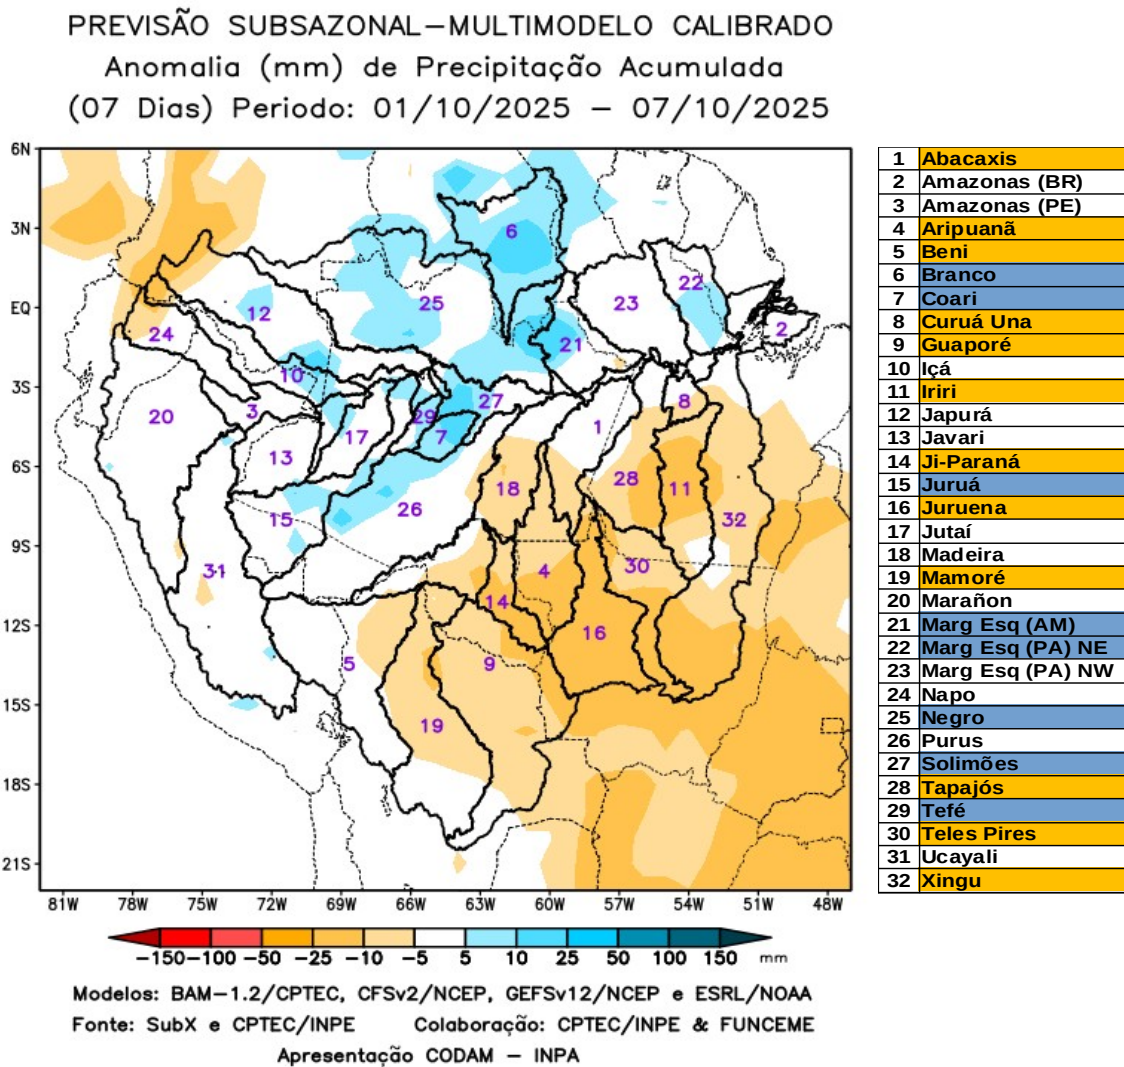 PREVISÃO SUBSAZONAL–MULTIMODELO CALIBRADO
Anomalia (mm) de Precipitação Acumulada
(07 Dias) Periodo: 01/10/2025 – 07/10/2025
6N
3N
EQ
3S
6S
9S
12S
15S
18S
21S
81W 78W 75W 72W 69W 66W 63W 60W 57W 54W 51W 48W
6
22
12
25
23
2
24
21
10
20
3
29
27
8
17
7
1
13
28
18
11
15
26
32
31
4
30
14
16
5
9
19
1 Abacaxis
2 Amazonas (BR)
3 Amazonas (PE)
4 Aripuanã
5 Beni
6 Branco
7 Coari
8 Curuá Una
9 Guaporé
10 Içá
11 Iriri
12 Japurá
13 Javari
14 Ji-Paraná
15 Juruá
16 Juruena
17 Jutaí
18 Madeira
19 Mamoré
20 Marañon
21 Marg Esq (AM)
22 Marg Esq (PA) NE
23 Marg Esq (PA) NW
24 Napo
25 Negro
26 Purus
27 Solimões
28 Tapajós
29 Tefé
30 Teles Pires
31 Ucayali
32 Xingu
−150 −100 −50 −25 −10 −5 5 10 25 50 100 150 mm
Modelos: BAM−1.2/CPTEC, CFSv2/NCEP, GEFSv12/NCEP e ESRL/NOAA
Fonte: SubX e CPTEC/INPE Colaboração: CPTEC/INPE & FUNCEME
Apresentação CODAM − INPA